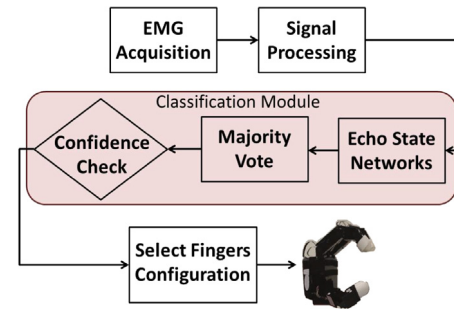 EMG
Acquisition
Signal
Processing
Classification Module
Confidence
Check
Majority
Vote
Echo State
Networks
Select Fingers
Configuration